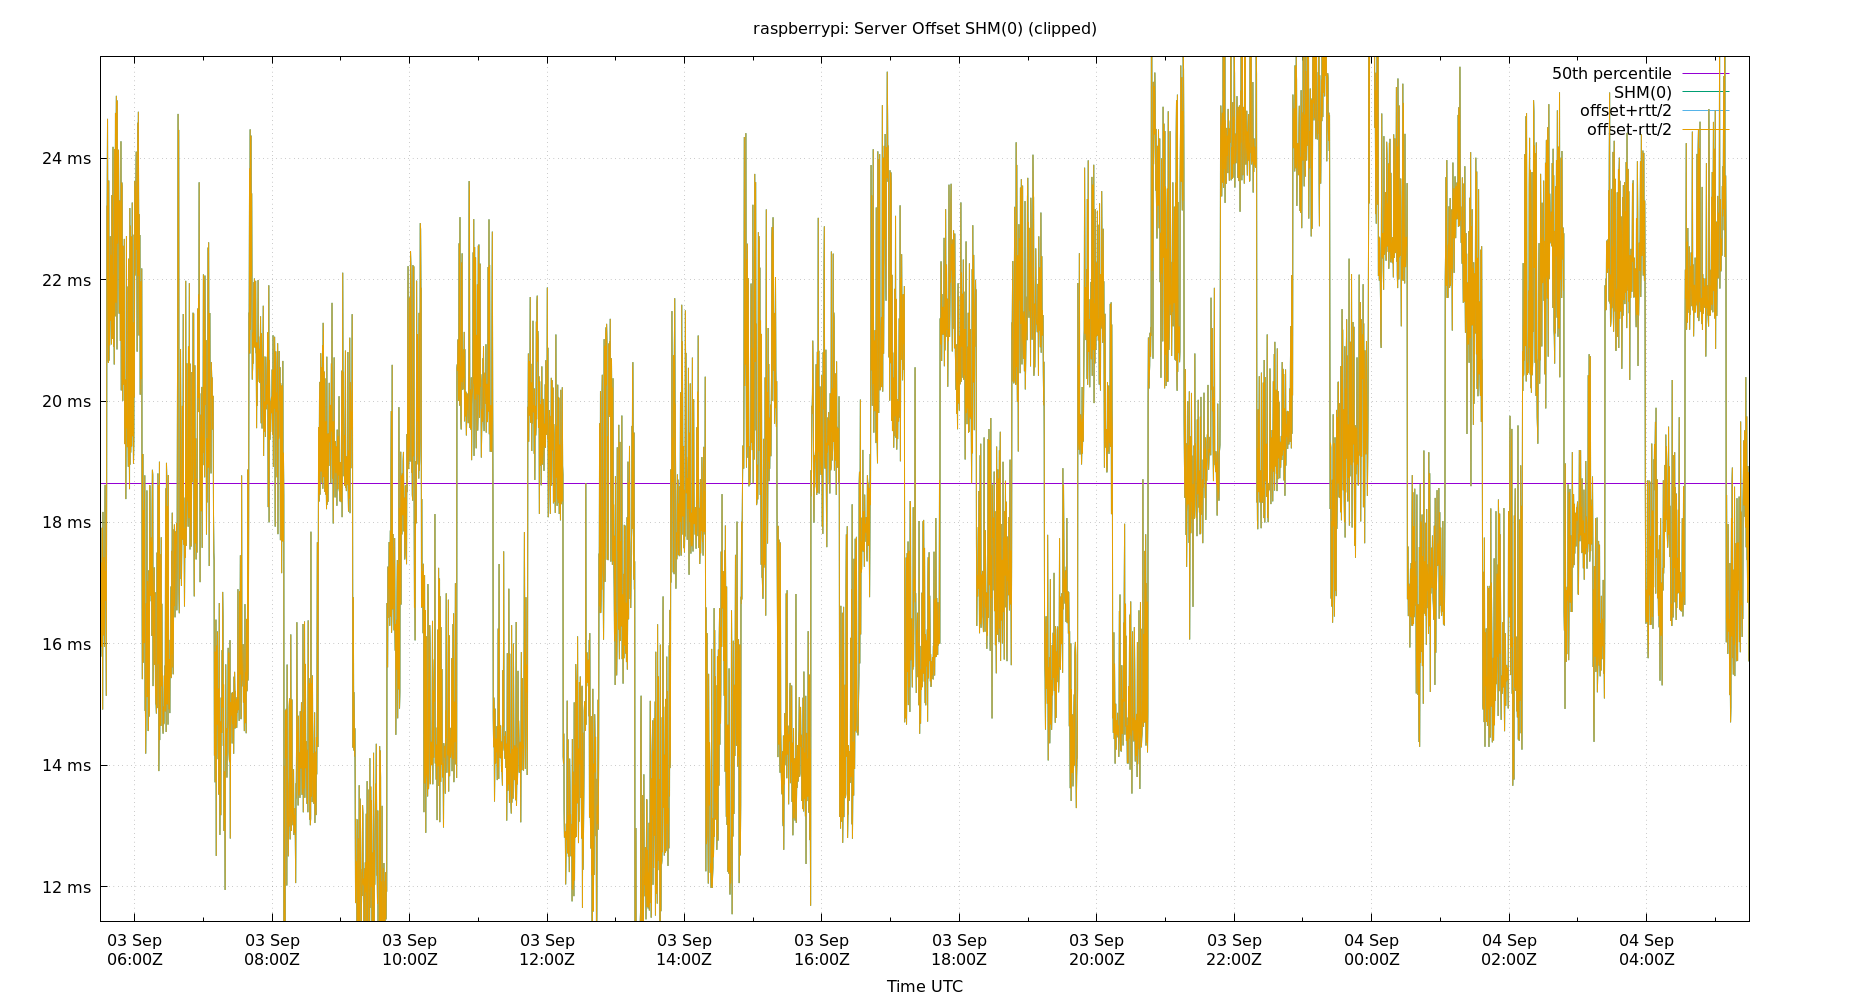 raspberrypi: Server Offset SHM(0) (clipped)
50th percentile
SHM(0)
offset+rtt/2
offset-rtt/2
24 ms
22 ms
20 ms
18 ms
16 ms
14 ms
12 ms
03 Sep 03 Sep 03 Sep 03 Sep 03 Sep 03 Sep 03 Sep 03 Sep 03 Sep 04 Sep 04 Sep 04 Sep
06:00Z 08:00Z 10:00Z 12:00Z 14:00Z 16:00Z 18:00Z 20:00Z 22:00Z 00:00Z 02:00Z 04:00Z
Time UTC